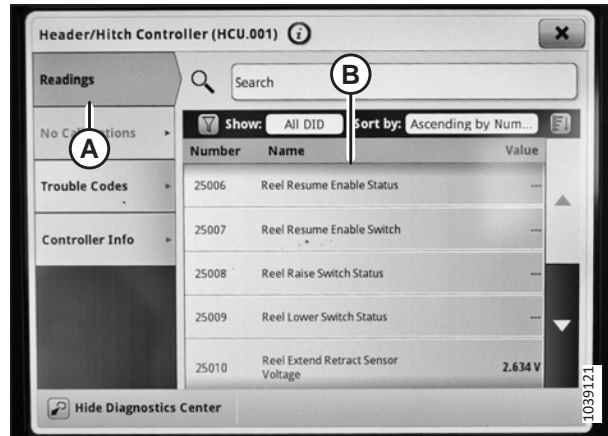 Header/Hitch Controller (HCU.001)
Readings
Search
B
Show: All DID Sort by: Ascending by Num...
A
No
Number Name Value
Trouble Codes
25006 Reel Resume Enable Status ---
25007 Reel Resume Enable Switch ---
Controller Info
25008 Reel Raise Switch Status ---
25009 Reel Lower Switch Status ---
25010 Reel Extend Retract Sensor
Voltage 2.634 V
Hide Diagnostics Center
1039121